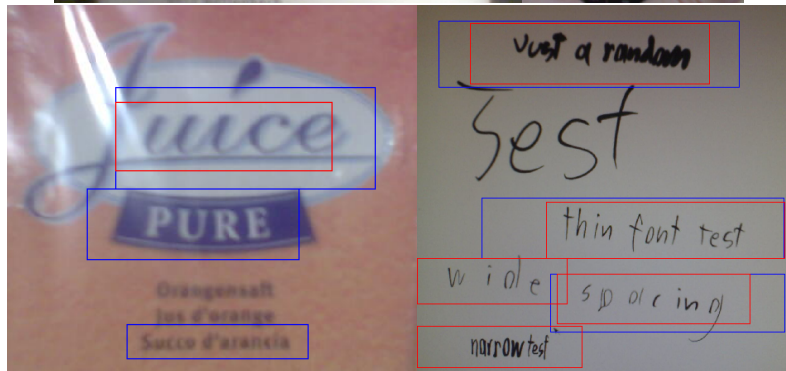 Juice
PURE
Orangensaft
Jus d'orange
Succo d'arancia
Just a random
Test
thin font test
wide
spacing
narrow test